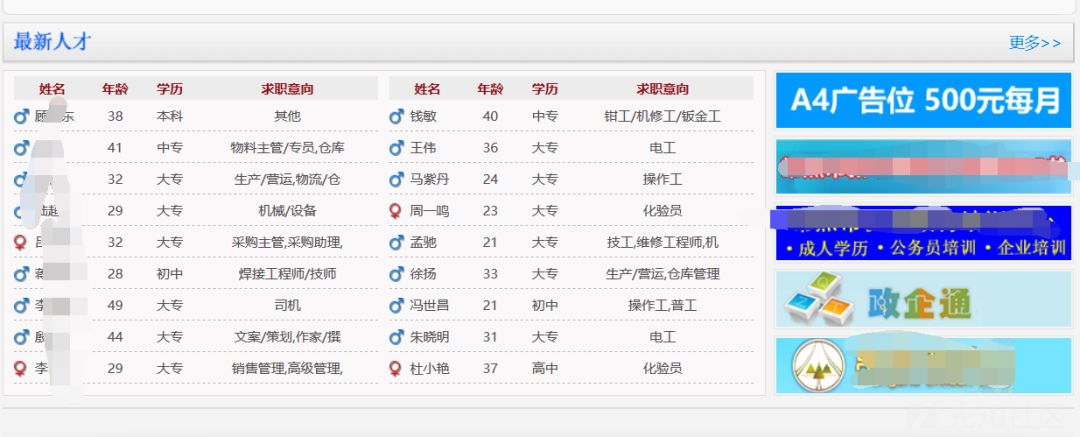 最新人才
更多>>
姓名 年龄 学历 求职意向 姓名 年龄 学历 求职意向
顾 东 38 本科 其他 钱敏 40 中专 钳工/机修工/钣金工
41 中专 物料主管/专员,仓库 王伟 36 大专 电工
32 大专 生产/营运,物流/仓 马紫丹 24 大专 操作工
29 大专 机械/设备 周一鸣 23 大专 化验员
32 大专 采购主管,采购助理, 孟驰 21 大专 技工,维修工程师,机
28 初中 焊接工程师/技师 徐扬 33 大专 生产/营运,仓库管理
李 49 大专 司机 冯世昌 21 初中 操作工,普工
殷 44 大专 文案/策划,作家/撰 朱晓明 31 大专 电工
李 29 大专 销售管理,高级管理, 杜小艳 37 高中 化验员
A4广告位 500元每月
·成人学历 ·公务员培训 ·企业培训
政企通
先知社区